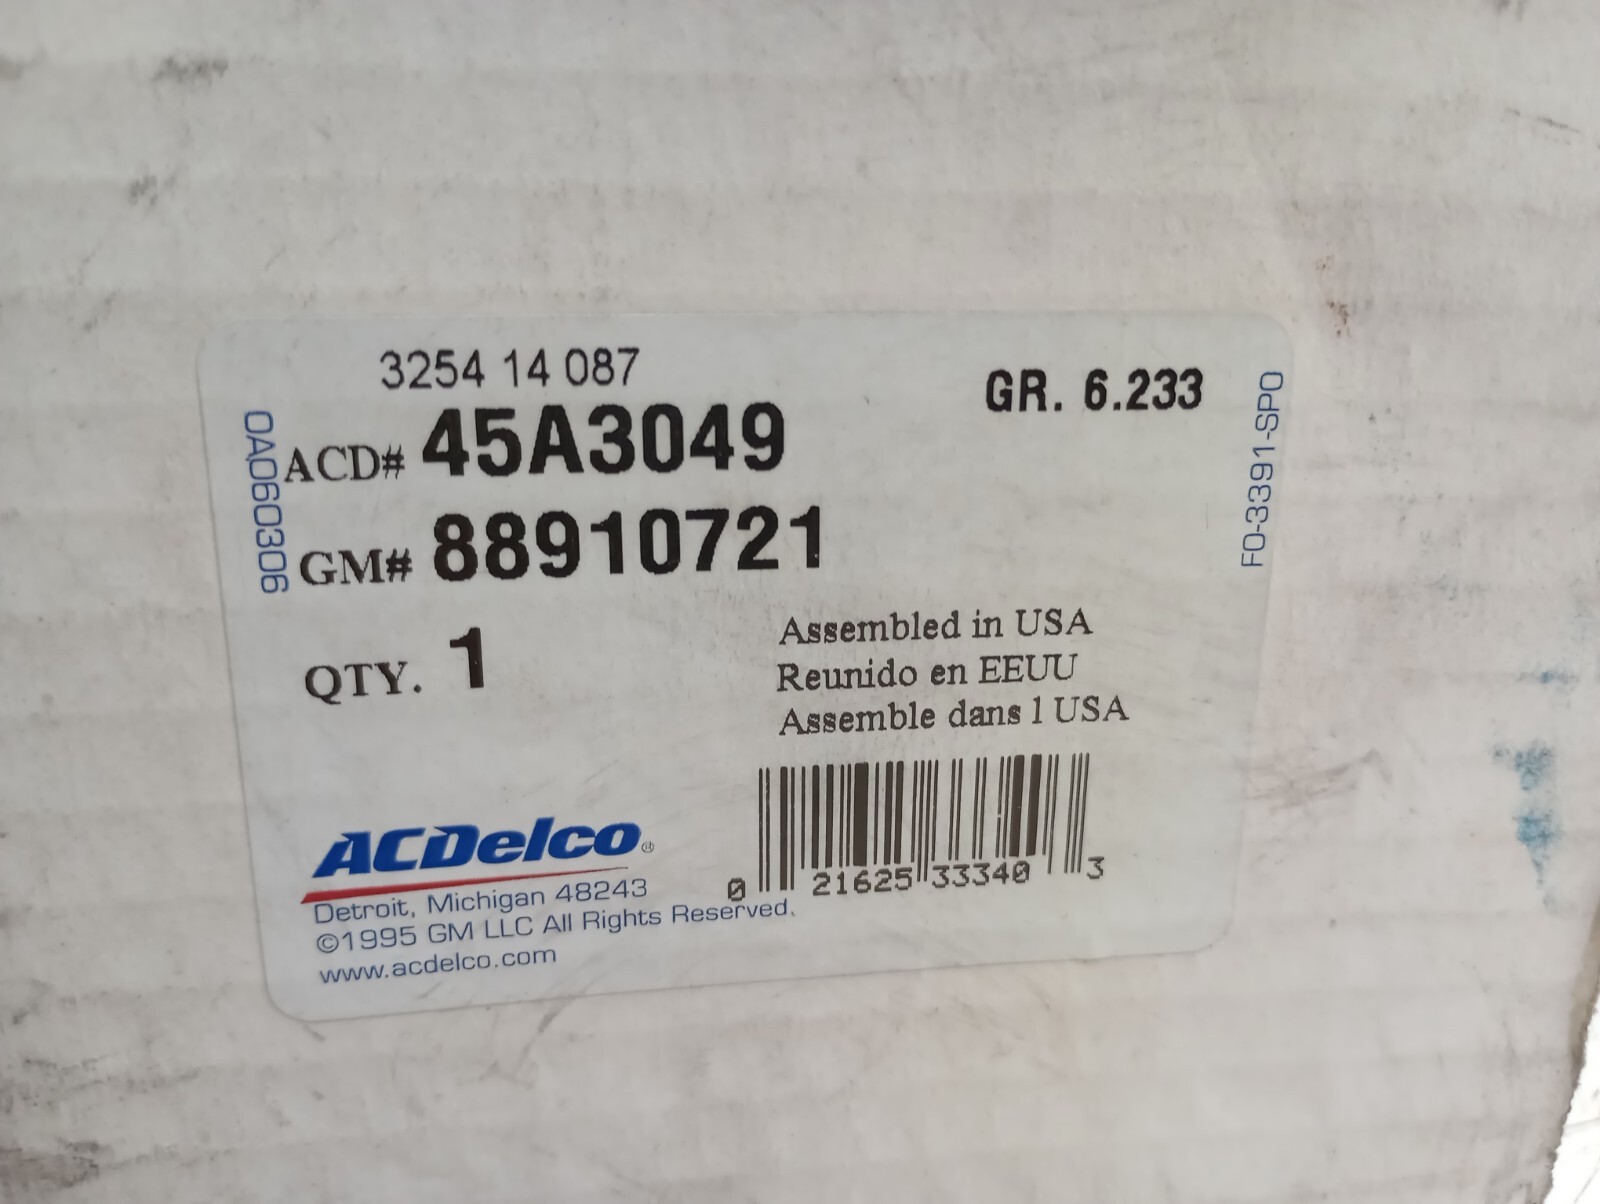 3254 14 087
GR. 6.233
ACD# 45A3049
GM# 88910721
QTY. 1
0A060306
F0-3391-SPO
Assembled in USA
Reunido en EEUU
Assemble dans l USA
0 21625 33340 3
ACDelco®
Detroit, Michigan 48243
©1995 GM LLC All Rights Reserved.
www.acdelco.com